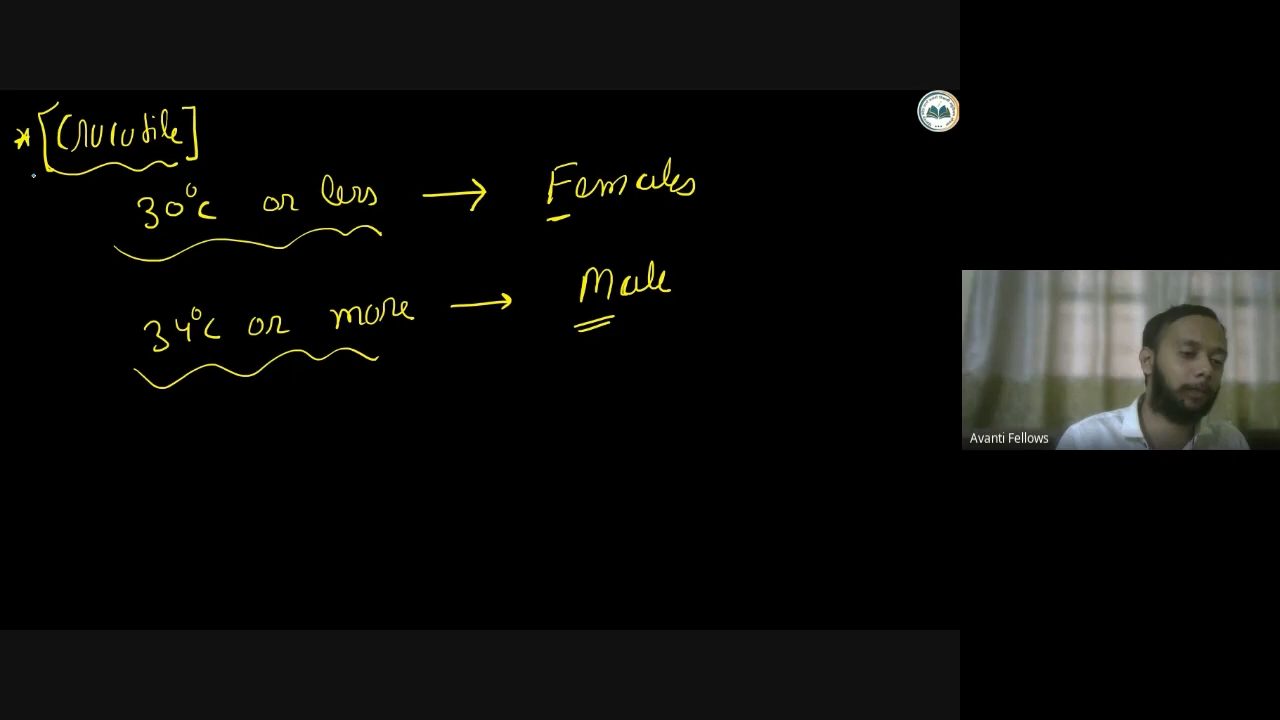 * [Crocodile]
30°c or less → Females
34°c or more → Male
Avanti Fellows